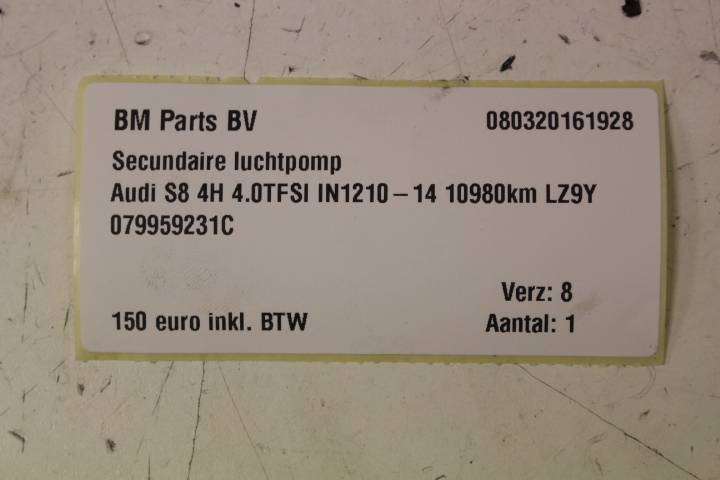 BM Parts BV 080320161928
Secundaire luchtpomp
Audi S8 4H 4.0TFSI IN1210 – 14 10980km LZ9Y
079959231C
Verz: 8
150 euro inkl. BTW Aantal: 1